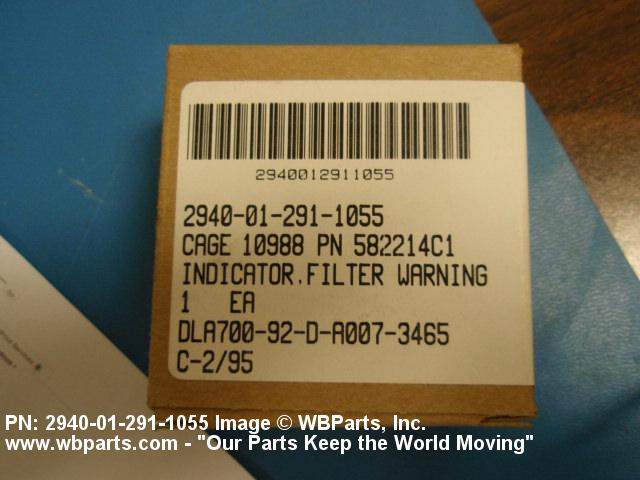 2940012911055
2940-01-291-1055
CAGE 10988 PN 582214C1
INDICATOR,FILTER WARNING
1 EA
DLA700-92-D-A007-3465
C-2/95
PN: 2940-01-291-1055 Image © WBParts, Inc.
www.wbparts.com - "Our Parts Keep the World Moving"